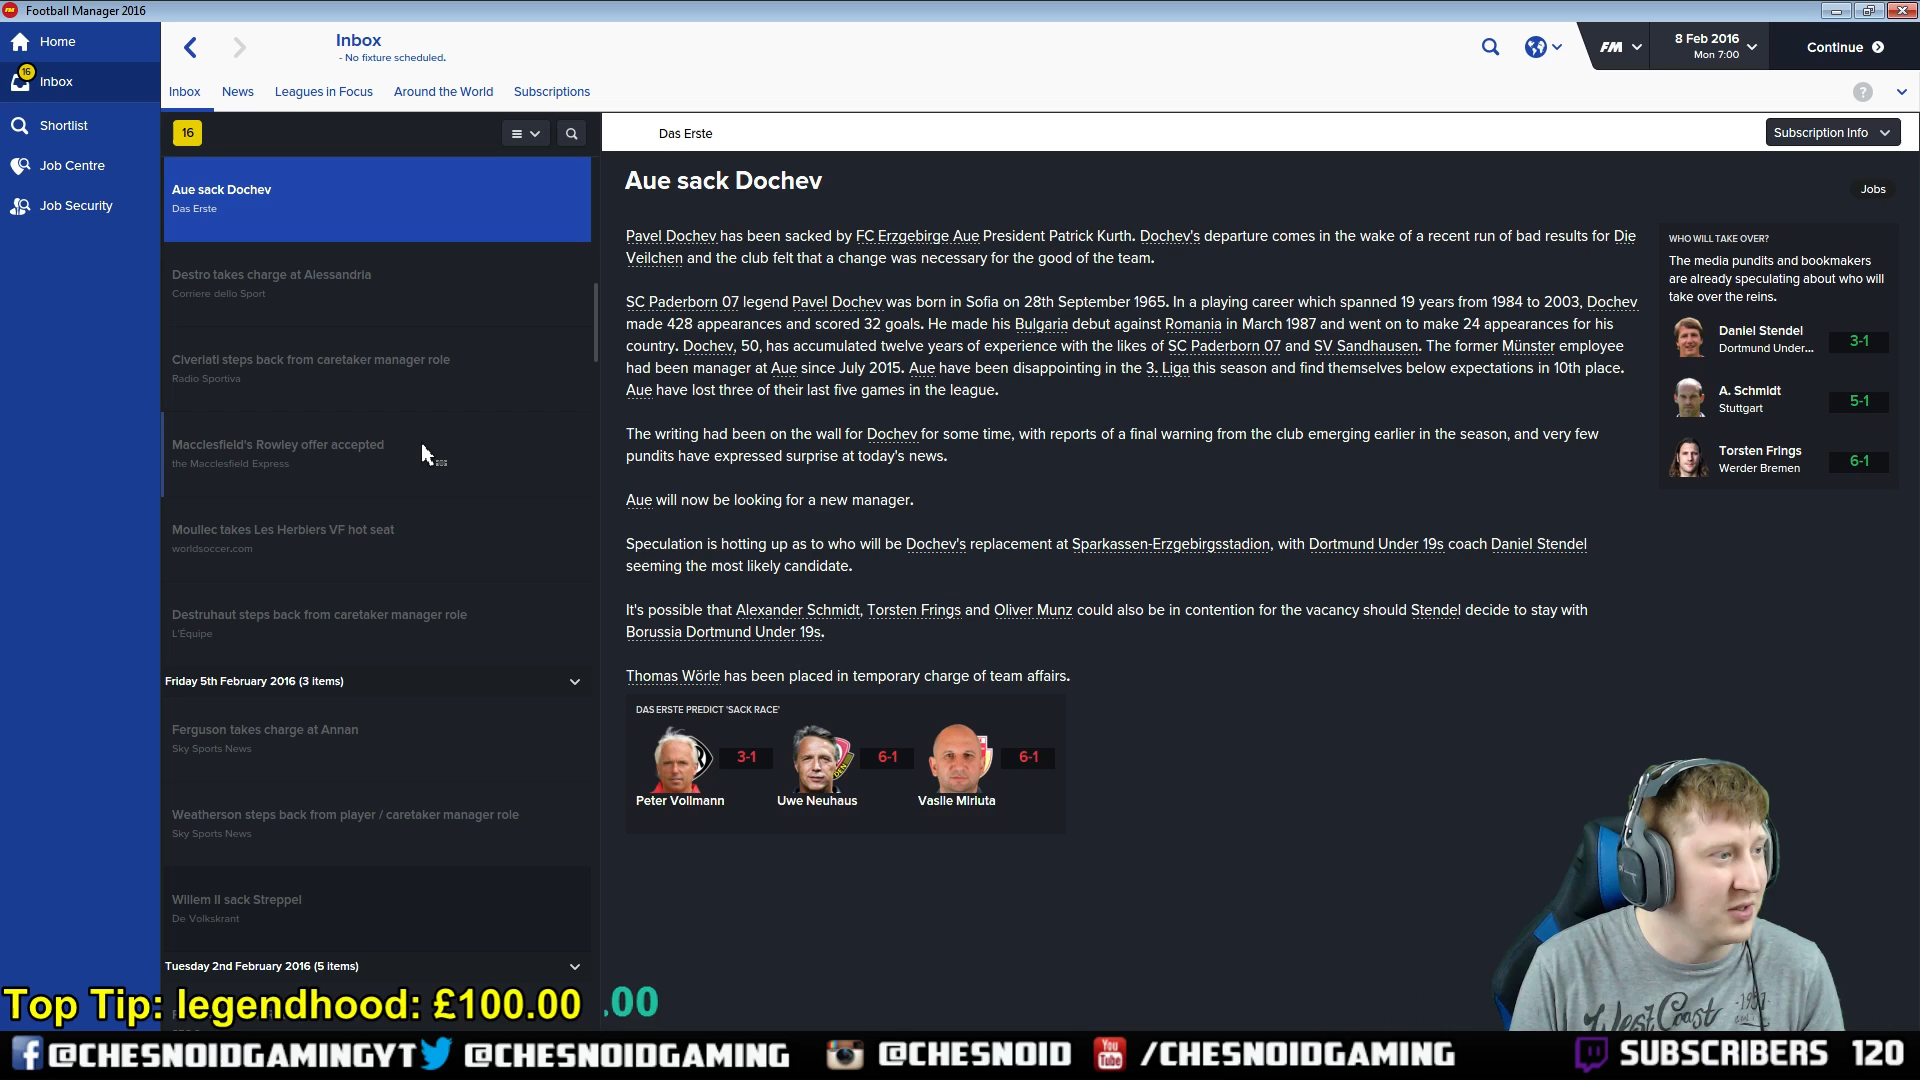 Football Manager 2016
Home
16
Inbox
Shortlist
Job Centre
Job Security
Inbox
- No fixture scheduled.
FM
8 Feb 2016
Mon 7:00
Continue
Inbox
News
Leagues in Focus
Around the World
Subscriptions
?
16
Das Erste
Subscription Info
Aue sack Dochev
Das Erste
Destro takes charge at Alessandria
Corriere dello Sport
Civeriati steps back from caretaker manager role
Radio Sportiva
Macclesfield's Rowley offer accepted
the Macclesfield Express
Moullec takes Les Herbiers VF hot seat
worldsoccer.com
Destruhaut steps back from caretaker manager role
L'Équipe
Friday 5th February 2016 (3 items)
Ferguson takes charge at Annan
Sky Sports News
Weatherson steps back from player / caretaker manager role
Sky Sports News
Willem II sack Streppel
De Volkskrant
Tuesday 2nd February 2016 (5 items)
Aue sack Dochev
Jobs
Pavel Dochev has been sacked by FC Erzgebirge Aue President Patrick Kurth. Dochev's departure comes in the wake of a recent run of bad results for Die
Veilchen and the club felt that a change was necessary for the good of the team.
SC Paderborn 07 legend Pavel Dochev was born in Sofia on 28th September 1965. In a playing career which spanned 19 years from 1984 to 2003, Dochev
made 428 appearances and scored 32 goals. He made his Bulgaria debut against Romania in March 1987 and went on to make 24 appearances for his
country. Dochev, 50, has accumulated twelve years of experience with the likes of SC Paderborn 07 and SV Sandhausen. The former Münster employee
had been manager at Aue since July 2015. Aue have been disappointing in the 3. Liga this season and find themselves below expectations in 10th place.
Aue have lost three of their last five games in the league.
The writing had been on the wall for Dochev for some time, with reports of a final warning from the club emerging earlier in the season, and very few
pundits have expressed surprise at today's news.
Aue will now be looking for a new manager.
Speculation is hotting up as to who will be Dochev's replacement at Sparkassen-Erzgebirgsstadion, with Dortmund Under 19s coach Daniel Stendel
seeming the most likely candidate.
It's possible that Alexander Schmidt, Torsten Frings and Oliver Munz could also be in contention for the vacancy should Stendel decide to stay with
Borussia Dortmund Under 19s.
Thomas Wörle has been placed in temporary charge of team affairs.
DAS ERSTE PREDICT 'SACK RACE'
3-1
6-1
6-1
Peter Vollmann
Uwe Neuhaus
Vasile Miriuta
WHO WILL TAKE OVER?
The media pundits and bookmakers
are already speculating about who will
take over the reins.
Daniel Stendel
Dortmund Under...
3-1
A. Schmidt
Stuttgart
5-1
Torsten Frings
Werder Bremen
6-1
Top Tip: legendhood: £100.00
.00
West Coast
@CHESNOIDGAMINGYT
@CHESNOIDGAMING
@CHESNOID
You Tube
/CHESNOIDGAMING
SUBSCRIBERS 120